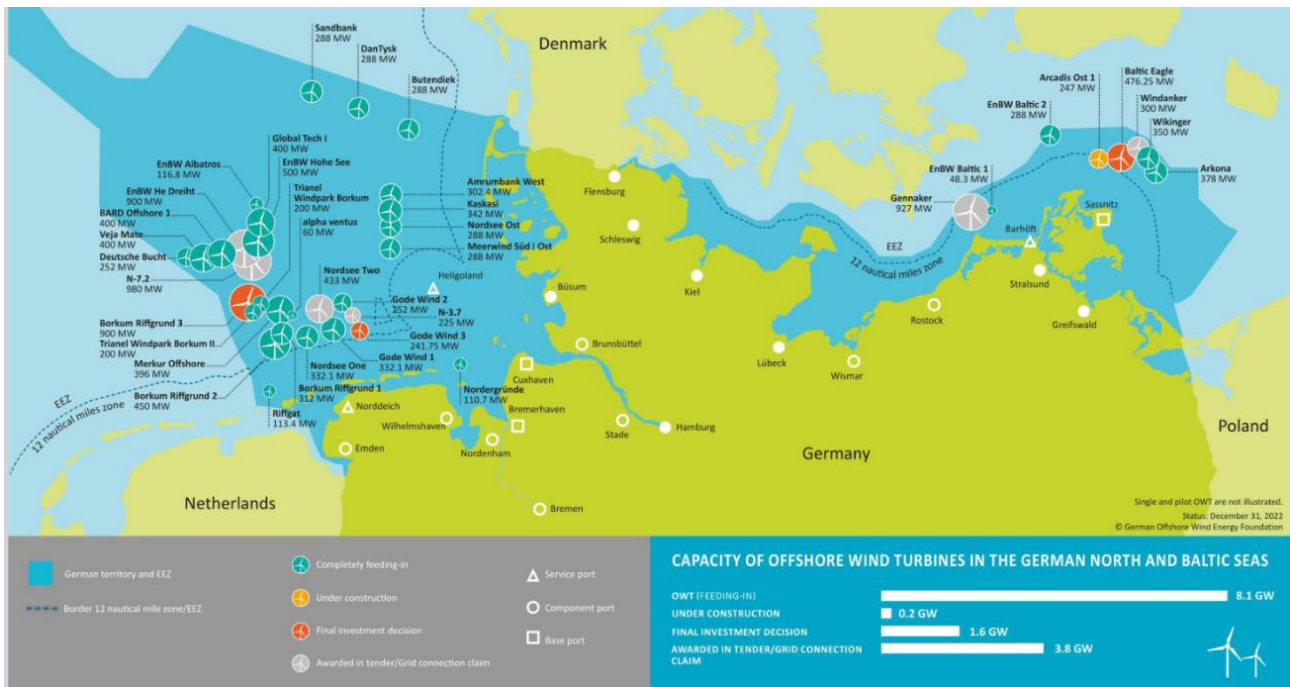 Denmark
Sandbank
288 MW
DanTysk
288 MW
Butendiek
288 MW
Global Tech I
400 MW
EnBW Albatros
116.8 MW
EnBW Hohe See
500 MW
EnBW He Dreiht
900 MW
Trianel
Windpark Borkum
200 MW
BARD Offshore 1
400 MW
alpha ventus
60 MW
Veja Mate
400 MW
Deutsche Bucht
252 MW
N-7.2
980 MW
Amrumbank West
302.4 MW
Kaskasi
342 MW
Nordsee Ost
288 MW
Meerwind Süd I Ost
288 MW
Nordsee Two
433 MW
Heligoland
Gode Wind 2
252 MW
N-3.7
225 MW
Gode Wind 3
241.75 MW
Gode Wind 1
332.1 MW
Borkum Riffgrund 3
900 MW
Trianel Windpark Borkum II
200 MW
Merkur Offshore
396 MW
Borkum Riffgrund 2
450 MW
Nordsee One
332.1 MW
Borkum Riffgrund 1
312 MW
Nordergründe
110.7 MW
Riffgat
113.4 MW
EEZ
12 nautical miles zone
Arcadis Ost 1
247 MW
Baltic Eagle
476.25 MW
Windanker
300 MW
Wikinger
350 MW
Arkona
378 MW
EnBW Baltic 2
288 MW
EnBW Baltic 1
48.3 MW
Gennaker
927 MW
EEZ
12 nautical miles zone
Flensburg
Schleswig
Kiel
Büsum
Brunsbüttel
Cuxhaven
Bremerhaven
Norddeich
Wilhelmshaven
Emden
Nordenham
Stade
Hamburg
Bremen
Lübeck
Wismar
Rostock
Barhöft
Sassnitz
Stralsund
Greifswald
Netherlands
Germany
Poland
Single and pilot OWT are not illustrated.
Status: December 31, 2022
© German Offshore Wind Energy Foundation
German territory and EEZ
Border 12 nautical mile zone/EEZ
Completely feeding-in
Under construction
Final investment decision
Awarded in tender/Grid connection claim
Service port
Component port
Base port
CAPACITY OF OFFSHORE WIND TURBINES IN THE GERMAN NORTH AND BALTIC SEAS
OWT (FEEDING-IN) 8.1 GW
UNDER CONSTRUCTION 0.2 GW
FINAL INVESTMENT DECISION 1.6 GW
AWARDED IN TENDER/GRID CONNECTION 3.8 GW
CLAIM